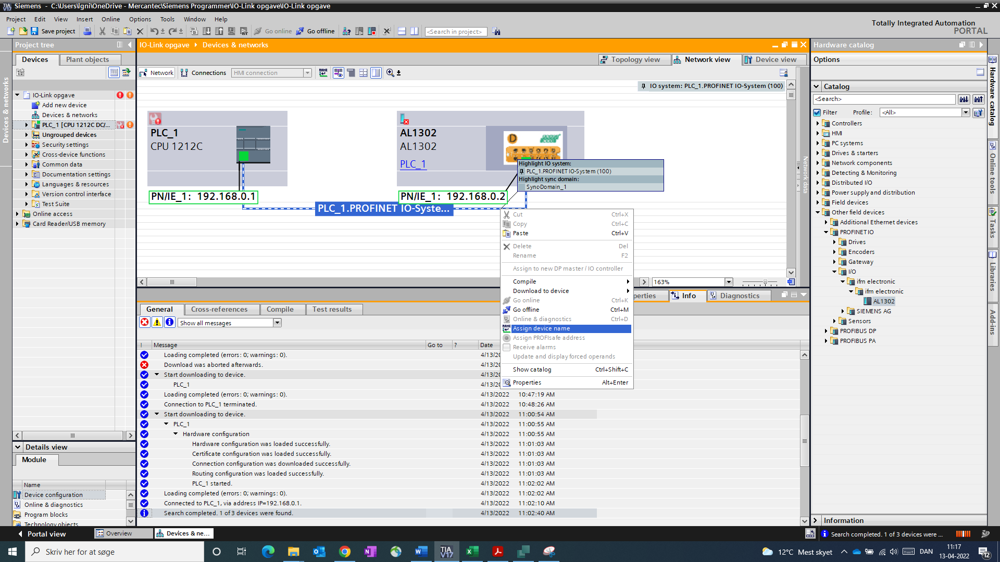 Siemens - C:\Users\Igni\OneDrive - Mercantec\Siemens Programmer\IO-Link opgave\IO-Link opgave
Project Edit View Insert Online Options Tools Window Help
Totally Integrated Automation
PORTAL
Save project
Go online
Go offline
<Search in project>
Project tree
Devices
Plant objects
Devices & networks
IO-Link opgave
Add new device
Devices & networks
PLC_1 [CPU 1212C DC/...
Ungrouped devices
Security settings
Cross-device functions
Common data
Documentation settings
Languages & resources
Version control interface
Test Suite
Online access
Card Reader/USB memory
Details view
Module
Name
Device configuration
Online & diagnostics
Program blocks
Technology objects
IO-Link opgave
Devices & networks
Topology view
Network view
Device view
Network
Connections
HMI connection
IO system: PLC_1.PROFINET IO-System (100)
PLC_1
CPU 1212C
AL1302
AL1302
PLC_1
Highlight IO system:
PLC_1.PROFINET IO-System (100)
Highlight sync domain:
Sync-Domain_1
PN/IE_1: 192.168.0.1
PN/IE_1: 192.168.0.2
PLC_1.PROFINET IO-Syste...
Network data
Cut Ctrl+X
Copy Ctrl+C
Paste Ctrl+V
Delete Del
Rename F2
Assign to new DP master / IO controller
Compile
Download to device
Go online Ctrl+K
Go offline Ctrl+M
Online & diagnostics Ctrl+D
Assign device name
Assign PROFIsafe address
Receive alarms
Update and display forced operands
Show catalog Ctrl+Shift+C
Properties Alt+Enter
163%
perties
Info
Diagnostics
General
Cross-references
Compile
Test results
Show all messages
! Message Go to ? Date
Loading completed (errors: 0; warnings: 0). 4/13/20
Download was aborted afterwards. 4/13/20
Start downloading to device. 4/13/20
PLC_1 4/13/20
Loading completed (errors: 0; warnings: 0). 4/13/2022 10:47:19 AM
Connection to PLC_1 terminated. 4/13/2022 10:48:26 AM
Start downloading to device. 4/13/2022 11:00:54 AM
PLC_1 4/13/2022 11:00:55 AM
Hardware configuration 4/13/2022 11:00:55 AM
Hardware configuration was loaded successfully. 4/13/2022 11:01:03 AM
Certificate configuration was loaded successfully. 4/13/2022 11:01:03 AM
Connection configuration was downloaded successfully. 4/13/2022 11:01:03 AM
Routing configuration was loaded successfully. 4/13/2022 11:01:03 AM
PLC_1 started. 4/13/2022 11:02:02 AM
Loading completed (errors: 0; warnings: 0). 4/13/2022 11:02:02 AM
Connected to PLC_1, via address IP=192.168.0.1. 4/13/2022 11:02:10 AM
Search completed. 1 of 3 devices were found. 4/13/2022 11:02:40 AM
Hardware catalog
Options
Catalog
<Search>
Filter
Profile: <All>
Controllers
HMI
PC systems
Drives & starters
Network components
Detecting & Monitoring
Distributed I/O
Power supply and distribution
Field devices
Other field devices
Additional Ethernet devices
PROFINET IO
Drives
Encoders
Gateway
I/O
ifm electronic
ifm electronic
AL1302
SIEMENS AG
Sensors
PROFIBUS DP
PROFIBUS PA
Information
Hardware catalog
Online tools
Tasks
Libraries
Add-ins
Portal view
Overview
Devices & ne...
Search completed. 1 of 3 devices were ...
Skriv her for at søge
12°C Mest skyet
DAN
11:17
13-04-2022
12